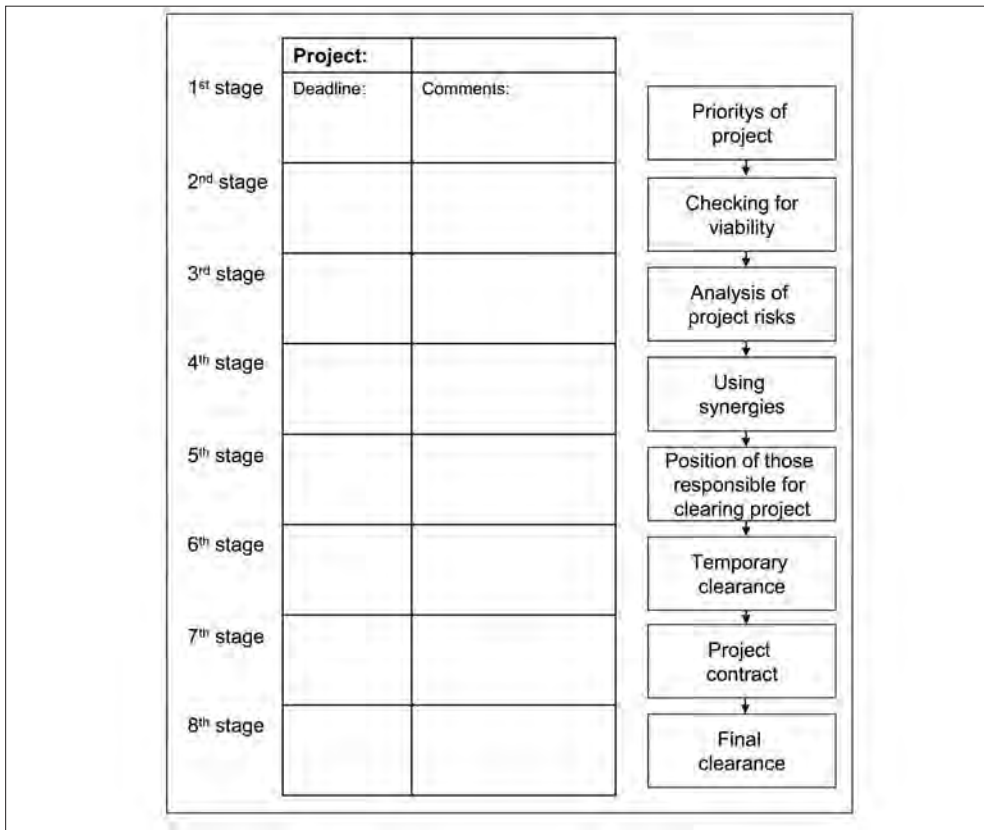 Project:
1st stage
Deadline:
Comments:
Prioritys of
project
2nd stage
Checking for
viability
3rd stage
Analysis of
project risks
4th stage
Using
synergies
5th stage
Position of those
responsible for
clearing project
6th stage
Temporary
clearance
7th stage
Project
contract
8th stage
Final
clearance